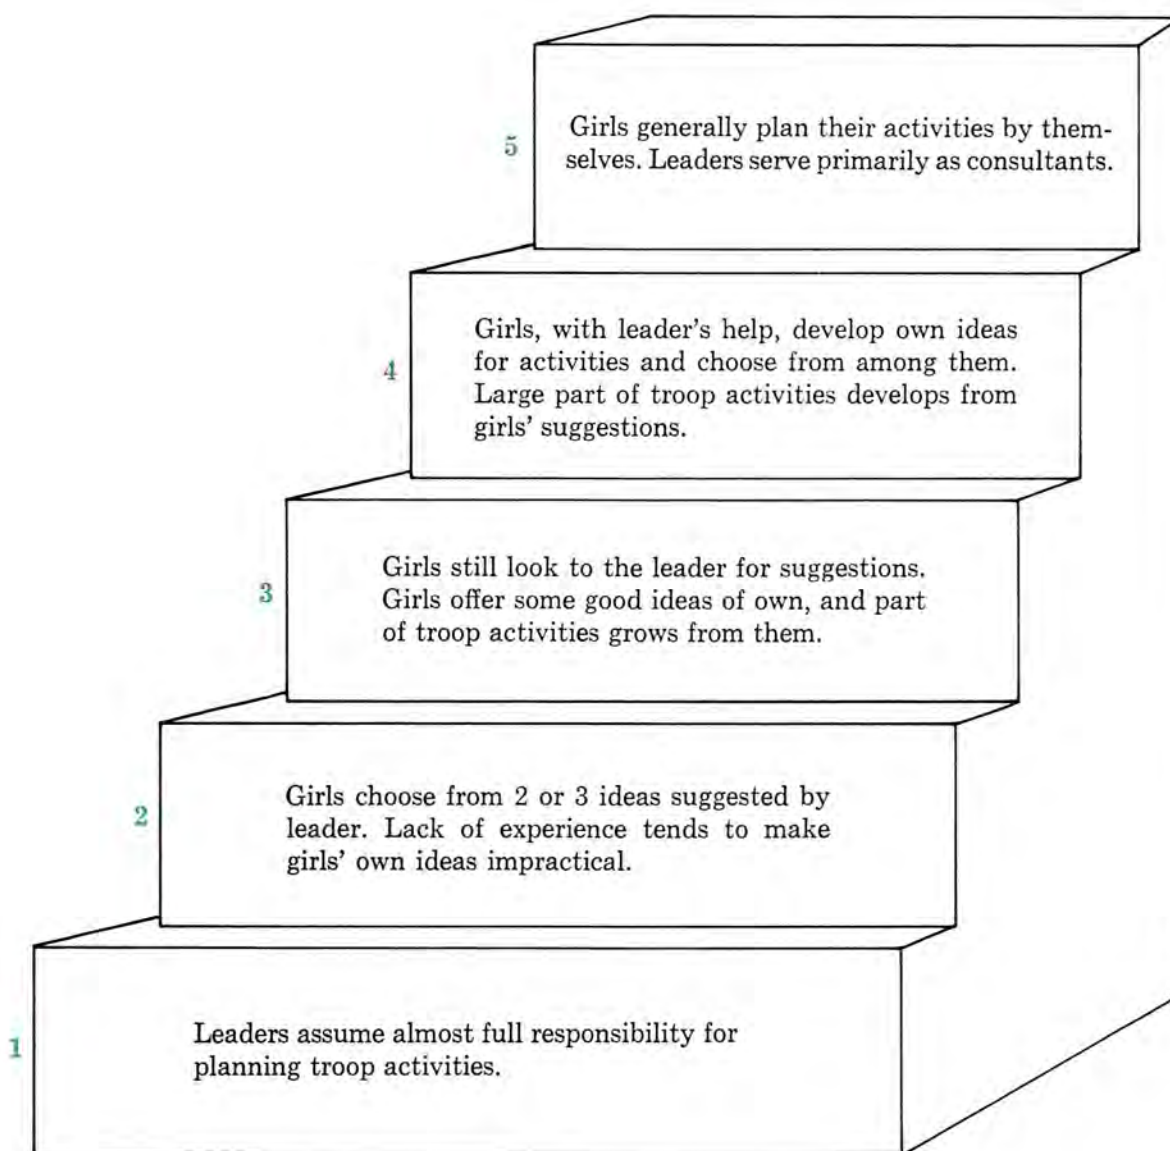 5
Girls generally plan their activities by them-
selves. Leaders serve primarily as consultants.
4
Girls, with leader's help, develop own ideas
for activities and choose from among them.
Large part of troop activities develops from
girls' suggestions.
3
Girls still look to the leader for suggestions.
Girls offer some good ideas of own, and part
of troop activities grows from them.
2
Girls choose from 2 or 3 ideas suggested by
leader. Lack of experience tends to make
girls' own ideas impractical.
1
Leaders assume almost full responsibility for
planning troop activities.